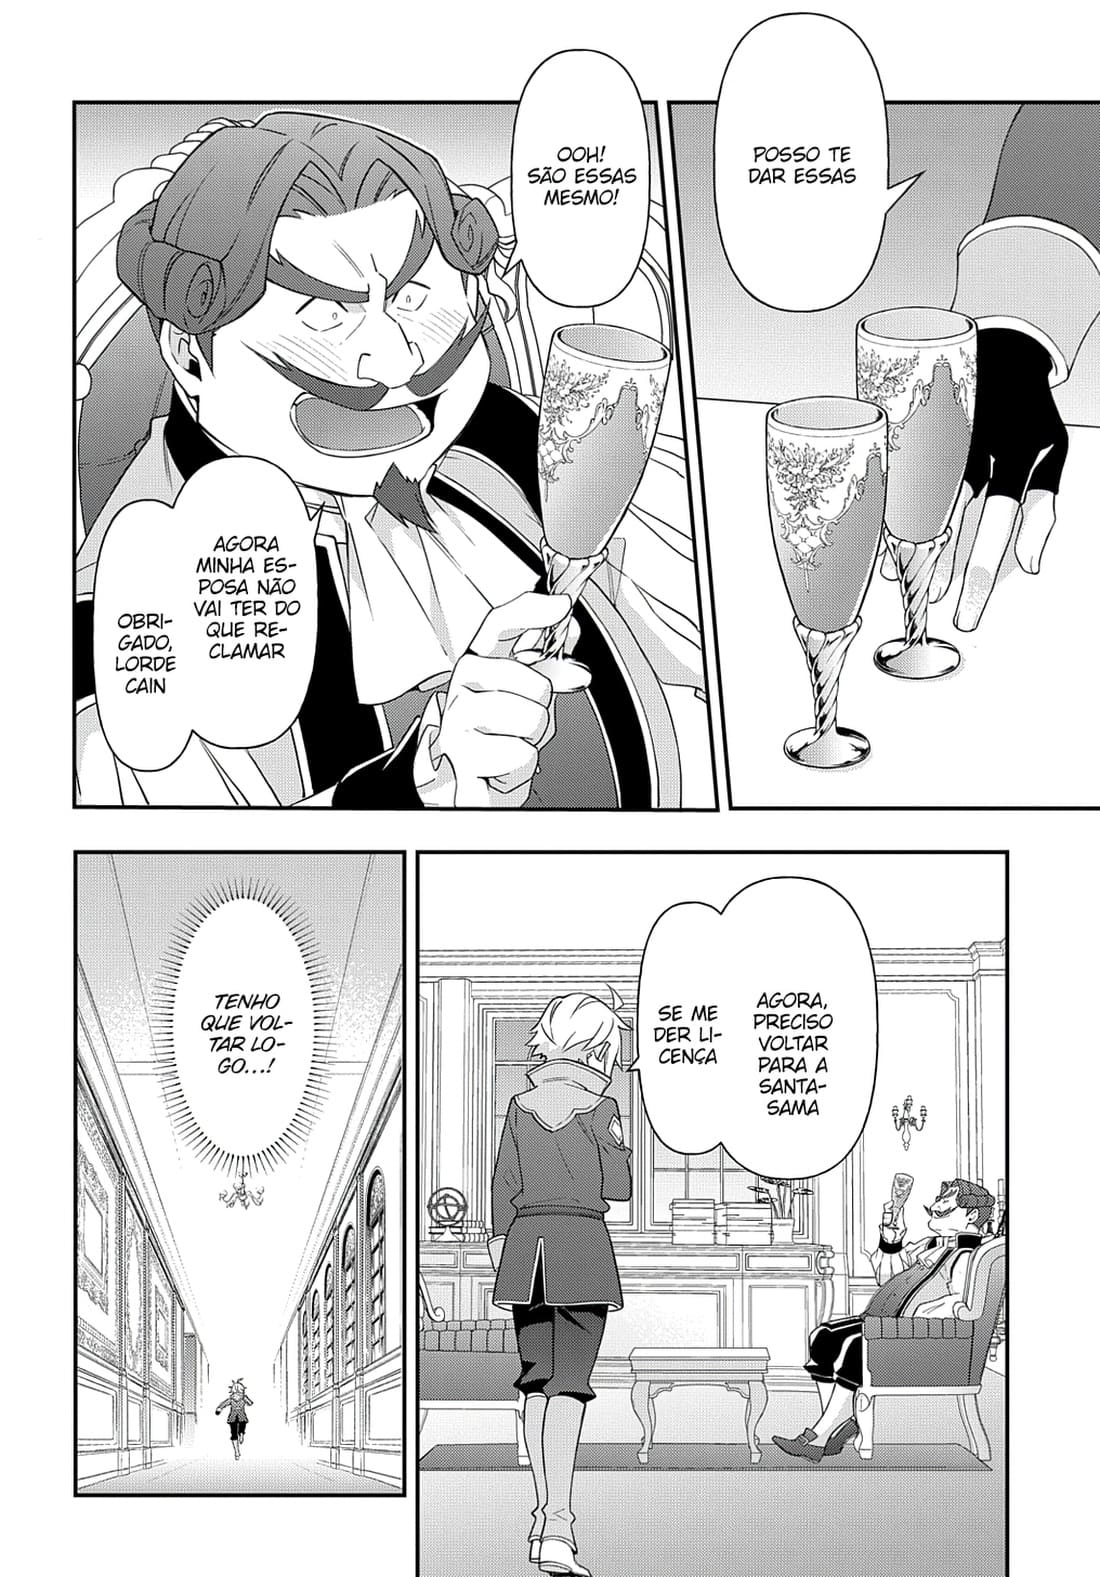 POSSO TE
DAR ESSAS
OOH!
SÃO ESSAS
MESMO!
AGORA
MINHA ES-
POSA NÃO
VAI TER DO
QUE RE-
CLAMAR
OBRI-
GADO,
LORDE
CAIN
AGORA,
PRECISO
VOLTAR
PARA A
SANTA-
SAMA
SE ME
DER LI-
CENÇA
TENHO
QUE VOL-
TAR LO-
GO...!